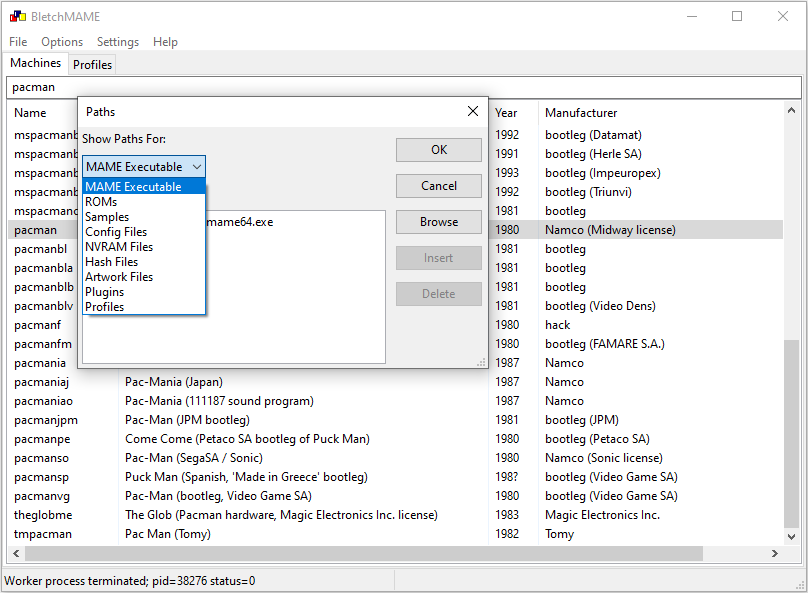 BletchMAME
File Options Settings Help
Machines Profiles
pacman
Name Year Manufacturer
Paths
Show Paths For:
MAME Executable
MAME Executable
ROMs
Samples
Config Files
NVRAM Files
Hash Files
Artwork Files
Plugins
Profiles
mame64.exe
OK
Cancel
Browse
Insert
Delete
mspacmanb 1992 bootleg (Datamat)
mspacmanb 1991 bootleg (Herle SA)
mspacmanb 1993 bootleg (Impeuropex)
mspacmanb 1992 bootleg (Triunvi)
mspacmanc 1981 bootleg
pacman 1980 Namco (Midway license)
pacmanbl 1981 bootleg
pacmanbla 1981 bootleg
pacmanblb 1981 bootleg
pacmanblv 1981 bootleg (Video Dens)
pacmanf 1980 hack
pacmanfm 1980 bootleg (FAMARE S.A.)
pacmania 1987 Namco
pacmaniaj Pac-Mania (Japan) 1987 Namco
pacmaniao Pac-Mania (111187 sound program) 1987 Namco
pacmanjpm Pac-Man (JPM bootleg) 1981 bootleg (JPM)
pacmanpe Come Come (Petaco SA bootleg of Puck Man) 1980 bootleg (Petaco SA)
pacmanso Pac-Man (SegaSA / Sonic) 1980 Namco (Sonic license)
pacmansp Puck Man (Spanish, 'Made in Greece' bootleg) 198? bootleg (Video Game SA)
pacmanvg Pac-Man (bootleg, Video Game SA) 1980 bootleg (Video Game SA)
theglobme The Glob (Pacman hardware, Magic Electronics Inc. license) 1983 Magic Electronics Inc.
tmpacman Pac Man (Tomy) 1982 Tomy
Worker process terminated; pid=38276 status=0